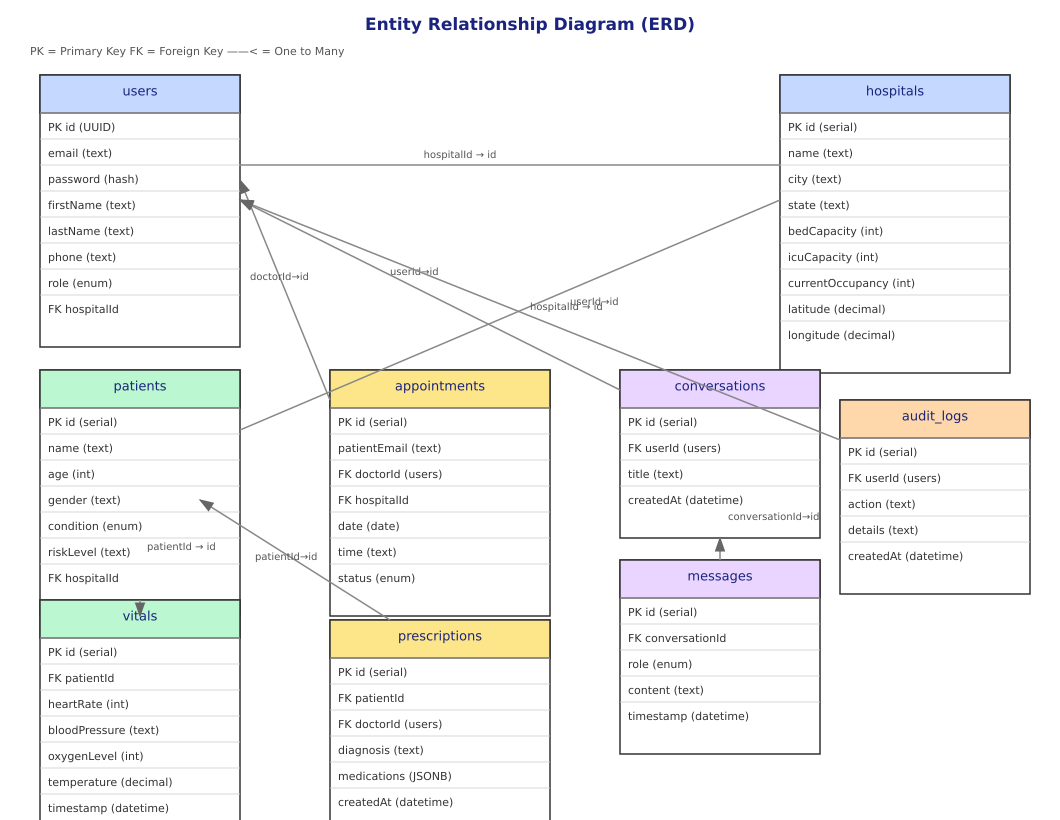 Entity Relationship Diagram (ERD)
PK = Primary Key FK = Foreign Key ——< = One to Many
users
PK id (UUID)
email (text)
password (hash)
firstName (text)
lastName (text)
phone (text)
role (enum)
FK hospitalId
hospitals
PK id (serial)
name (text)
city (text)
state (text)
bedCapacity (int)
icuCapacity (int)
currentOccupancy (int)
latitude (decimal)
longitude (decimal)
hospitalId → id
doctorId→id
userId→id
userId→id
hospitalId → id
patients
PK id (serial)
name (text)
age (int)
gender (text)
condition (enum)
riskLevel (text)
FK hospitalId
patientId → id
appointments
PK id (serial)
patientEmail (text)
FK doctorId (users)
FK hospitalId
date (date)
time (text)
status (enum)
patientId→id
conversations
PK id (serial)
FK userId (users)
title (text)
createdAt (datetime)
conversationId→id
audit_logs
PK id (serial)
FK userId (users)
action (text)
details (text)
createdAt (datetime)
vitals
PK id (serial)
FK patientId
heartRate (int)
bloodPressure (text)
oxygenLevel (int)
temperature (decimal)
timestamp (datetime)
prescriptions
PK id (serial)
FK patientId
FK doctorId (users)
diagnosis (text)
medications (JSONB)
createdAt (datetime)
messages
PK id (serial)
FK conversationId
role (enum)
content (text)
timestamp (datetime)